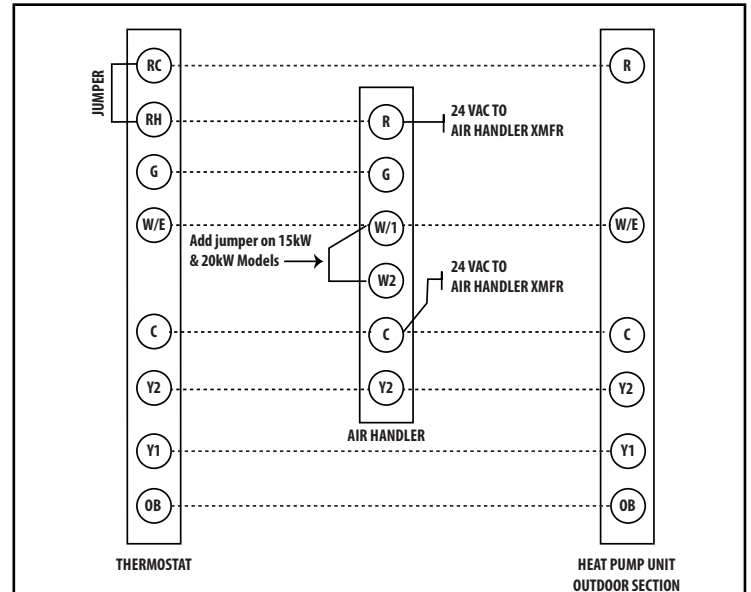 JUMPER
RC
RH
G
W/E
C
Y2
Y1
OB
THERMOSTAT
Add jumper on 15kW
& 20kW Models
R
G
W/1
W2
C
Y2
AIR HANDLER
24 VAC TO
AIR HANDLER XMFR
24 VAC TO
AIR HANDLER XMFR
R
W/E
C
Y2
Y1
OB
HEAT PUMP UNIT
OUTDOOR SECTION